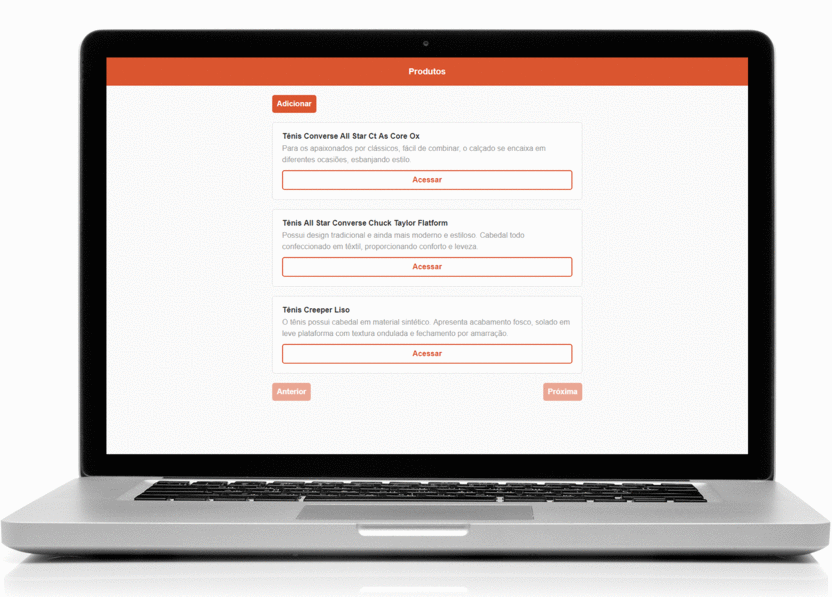 Produtos
Adicionar
Tênis Converse All Star Ct As Core Ox
Para os apaixonados por clássicos, fácil de combinar, o calçado se encaixa em
diferentes ocasiões, esbanjando estilo.
Acessar
Tênis All Star Converse Chuck Taylor Flatform
Possui design tradicional e ainda mais moderno e estiloso. Cabedal todo
confeccionado em têxtil, proporcionando conforto e leveza.
Acessar
Tênis Creeper Liso
O tênis possui cabedal em material sintético. Apresenta acabamento fosco, solado em
leve plataforma com textura ondulada e fechamento por amarração.
Acessar
Anterior
Próxima